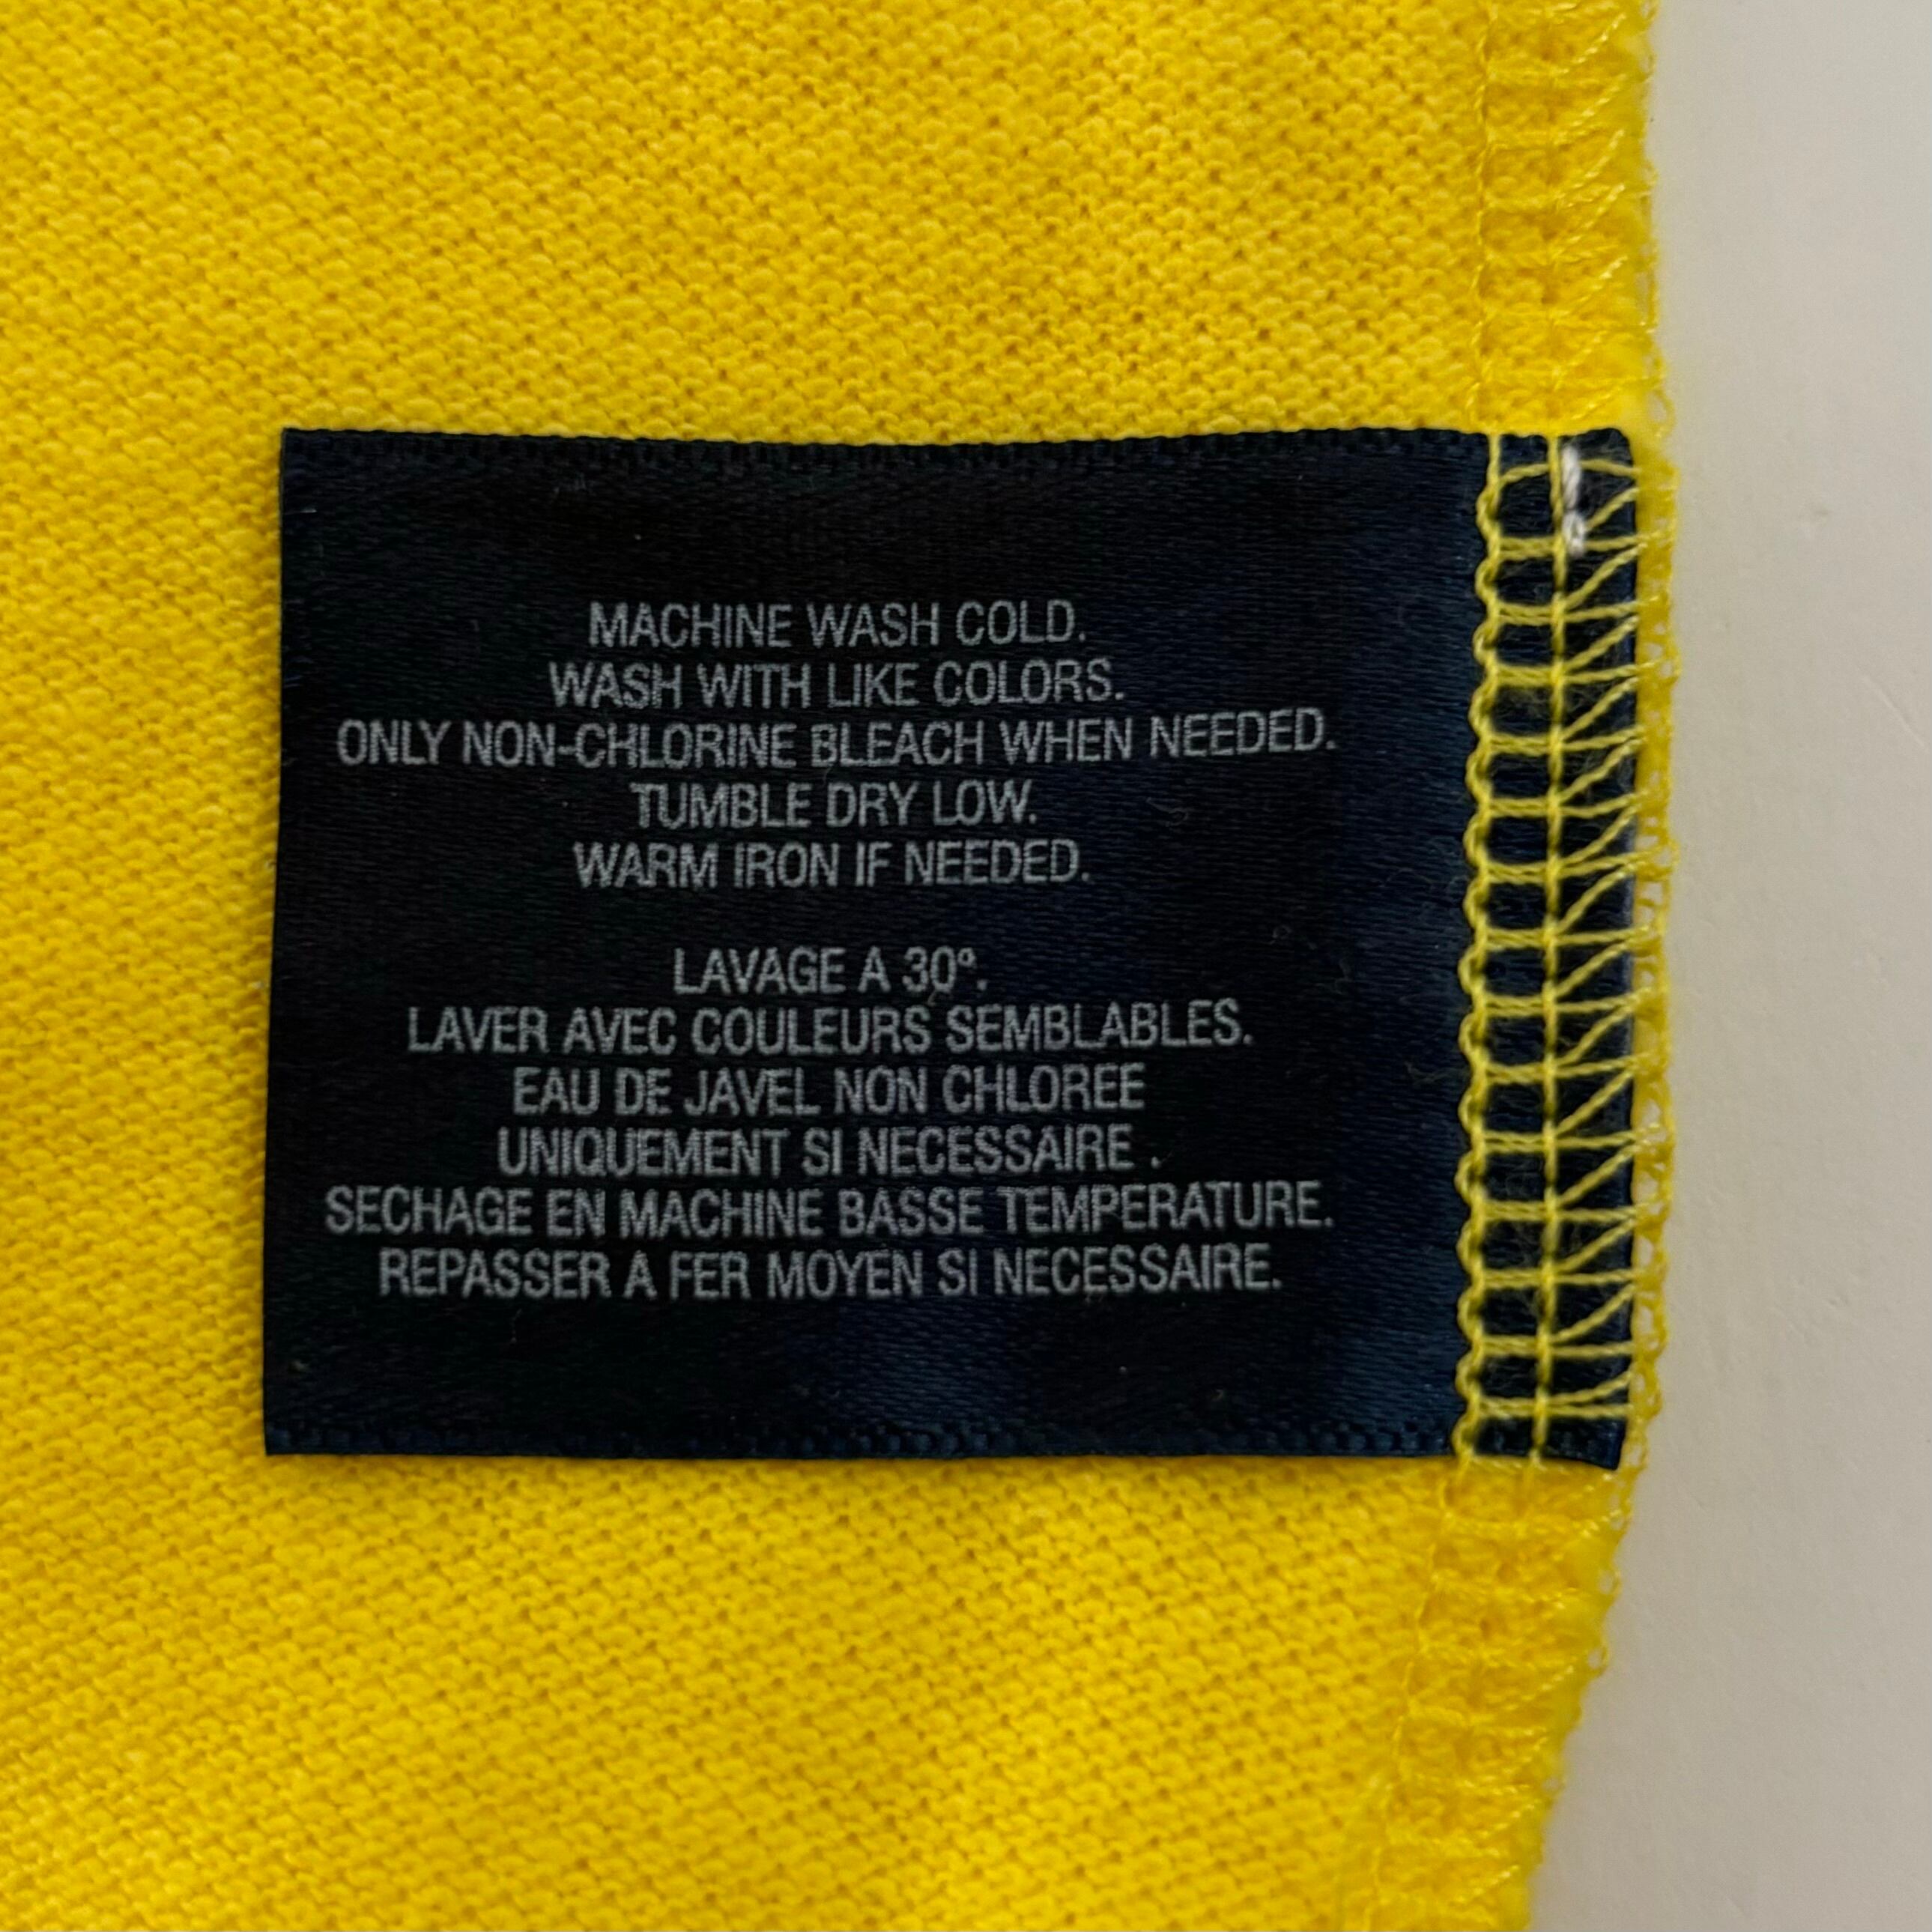 MACHINE WASH COLD.
WASH WITH LIKE COLORS.
ONLY NON-CHLORINE BLEACH WHEN NEEDED.
TUMBLE DRY LOW.
WARM IRON IF NEEDED.
LAVAGE A 30ª.
LAVER AVEC COULEURS SEMBLABLES.
EAU DE JAVEL NON CHLOREE
UNIQUEMENT SI NECESSAIRE .
SECHAGE EN MACHINE BASSE TEMPERATURE.
REPASSER A FER MOYEN SI NECESSAIRE.